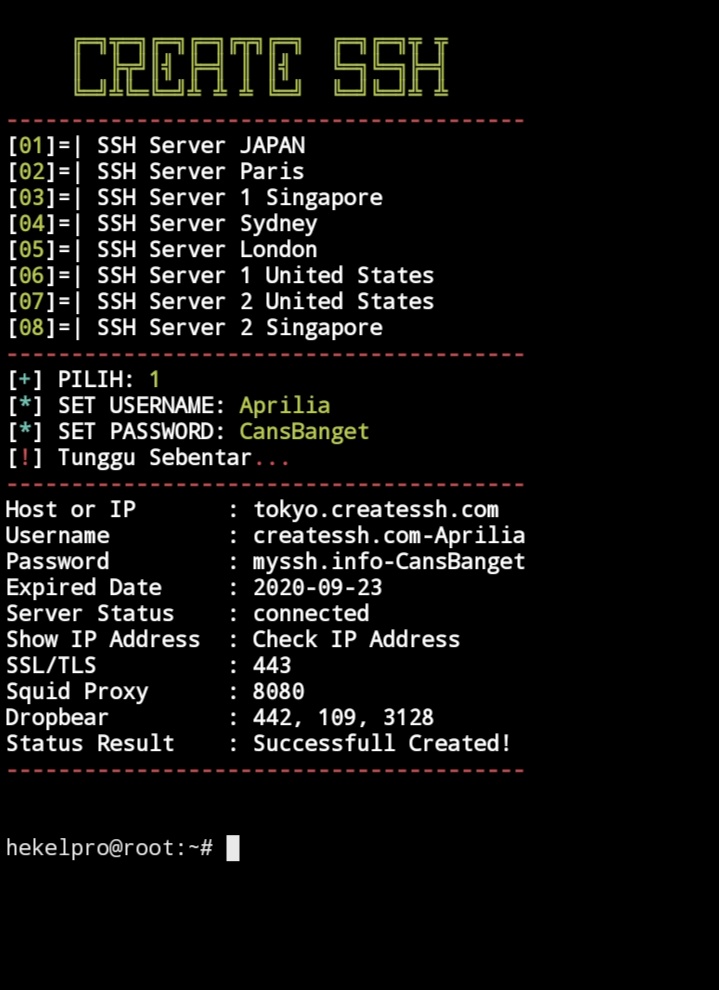 CREATE SSH
----------------------------------------
[01]=| SSH Server JAPAN
[02]=| SSH Server Paris
[03]=| SSH Server 1 Singapore
[04]=| SSH Server Sydney
[05]=| SSH Server London
[06]=| SSH Server 1 United States
[07]=| SSH Server 2 United States
[08]=| SSH Server 2 Singapore
----------------------------------------
[+] PILIH: 1
[*] SET USERNAME: Aprilia
[*] SET PASSWORD: CansBanget
[!] Tunggu Sebentar...
----------------------------------------
Host or IP       : tokyo.createssh.com
Username         : createssh.com-Aprilia
Password         : myssh.info-CansBanget
Expired Date     : 2020-09-23
Server Status    : connected
Show IP Address  : Check IP Address
SSL/TLS          : 443
Squid Proxy      : 8080
Dropbear         : 442, 109, 3128
Status Result    : Successfull Created!
----------------------------------------
hekelpro@root:~#